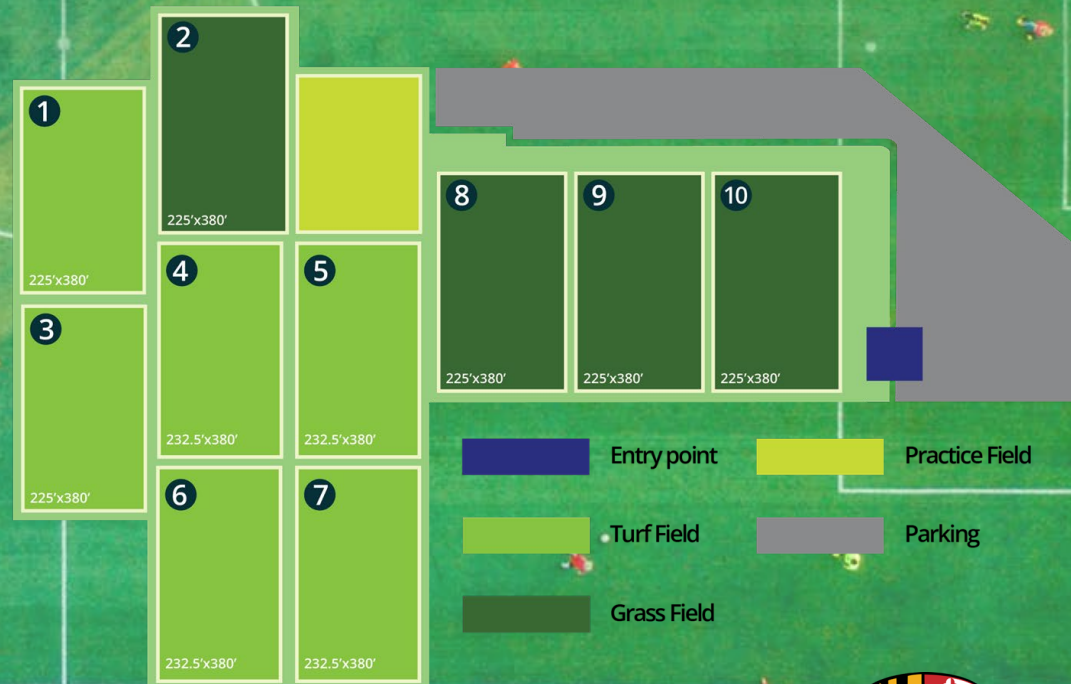 1
225'x380'
2
225'x380'
3
225'x380'
4
232.5'x380'
5
232.5'x380'
6
232.5'x380'
7
232.5'x380'
8
225'x380'
9
225'x380'
10
225'x380'
Entry point
Practice Field
Turf Field
Parking
Grass Field